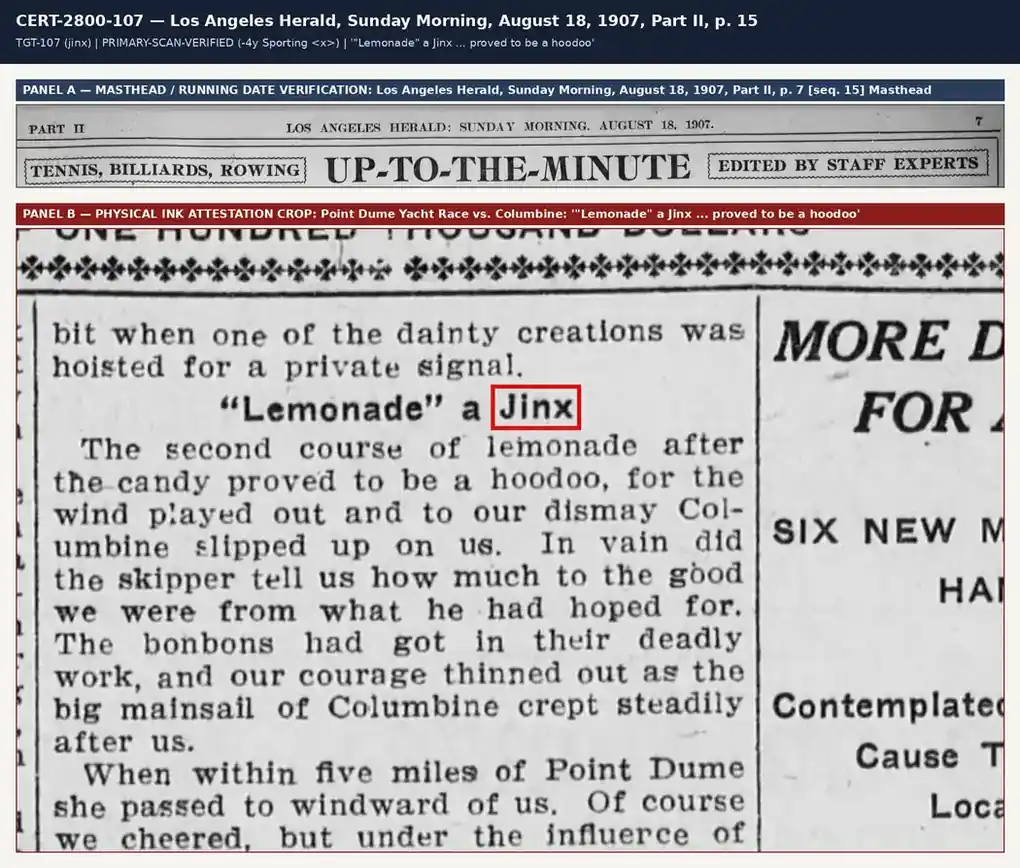 CERT-2800-107 — Los Angeles Herald, Sunday Morning, August 18, 1907, Part II, p. 15
TGT-107 (jinx) | PRIMARY-SCAN-VERIFIED (-4y Sporting <x>) | '"Lemonade" a Jinx ... proved to be a hoodoo'
PANEL A — MASTHEAD / RUNNING DATE VERIFICATION: Los Angeles Herald, Sunday Morning, August 18, 1907, Part II, p. 7 [seq. 15] Masthead
PART II LOS ANGELES HERALD: SUNDAY MORNING, AUGUST 18, 1907. 7
TENNIS, BILLIARDS, ROWING UP-TO-THE-MINUTE EDITED BY STAFF EXPERTS
PANEL B — PHYSICAL INK ATTESTATION CROP: Point Dume Yacht Race vs. Columbine: '"Lemonade" a Jinx ... proved to be a hoodoo'
ONE HUNDRED THOUSAND DOLLARS
bit when one of the dainty creations was
hoisted for a private signal.
"Lemonade" a Jinx
The second course of lemonade after
the candy proved to be a hoodoo, for the
wind played out and to our dismay Col-
umbine slipped up on us. In vain did
the skipper tell us how much to the good
we were from what he had hoped for.
The bonbons had got in their deadly
work, and our courage thinned out as the
big mainsail of Columbine crept steadily
after us.
When within five miles of Point Dume
she passed to windward of us. Of course
we cheered, but under the influerce of
MORE D
FOR
SIX NEW M
HAI
Contemplated
Cause T
Loca